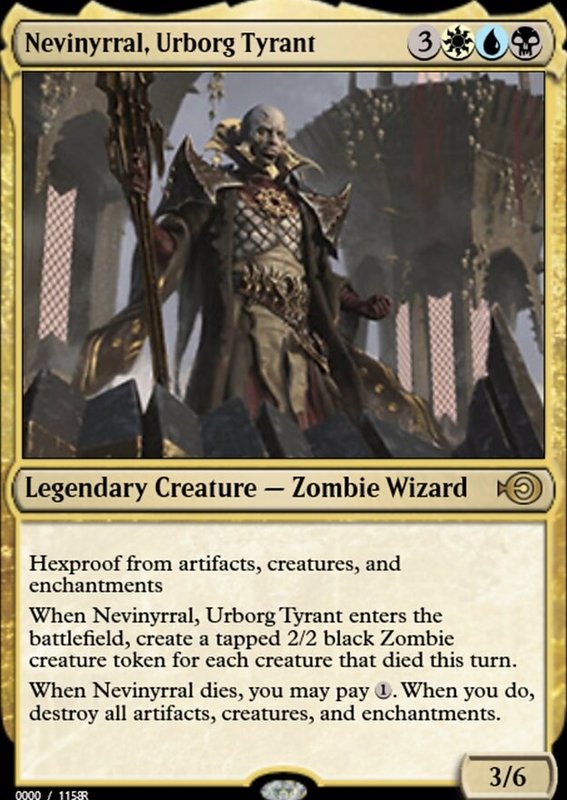 Nevinyrral, Urborg Tyrant 3
Legendary Creature — Zombie Wizard
Hexproof from artifacts, creatures, and
enchantments
When Nevinyrral, Urborg Tyrant enters the
battlefield, create a tapped 2/2 black Zombie
creature token for each creature that died this turn.
When Nevinyrral dies, you may pay 1. When you do,
destroy all artifacts, creatures, and enchantments.
3/6
0000 / 1158R